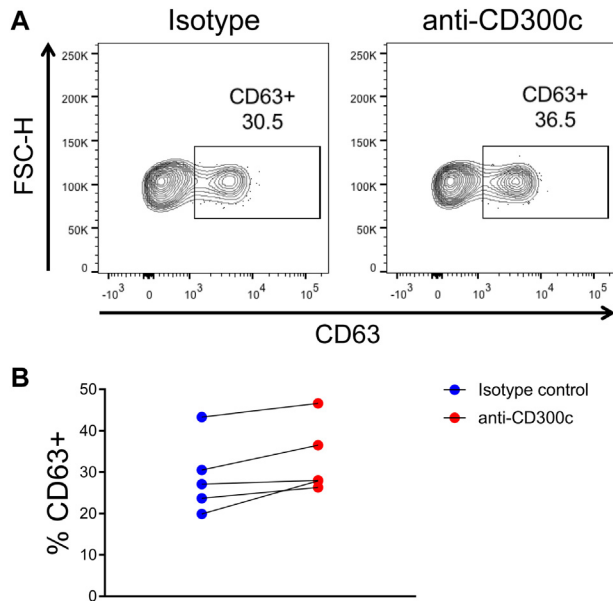 A
Isotype
anti-CD300c
FSC-H
250K
200K
150K
100K
50K
0
CD63+
30.5
-10³ 0 10³ 10⁴ 10⁵
250K
200K
150K
100K
50K
0
CD63+
36.5
-10³ 0 10³ 10⁴ 10⁵
CD63
B
% CD63+
50
40
30
20
10
0
Isotype control
anti-CD300c